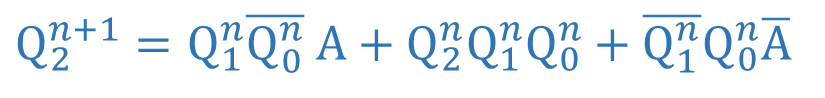 $Q_2^{n+1} = Q_1^n \overline{Q_0^n} \, A + Q_2^n Q_1^n Q_0^n + \overline{Q_1^n} Q_0^n \overline{A}$